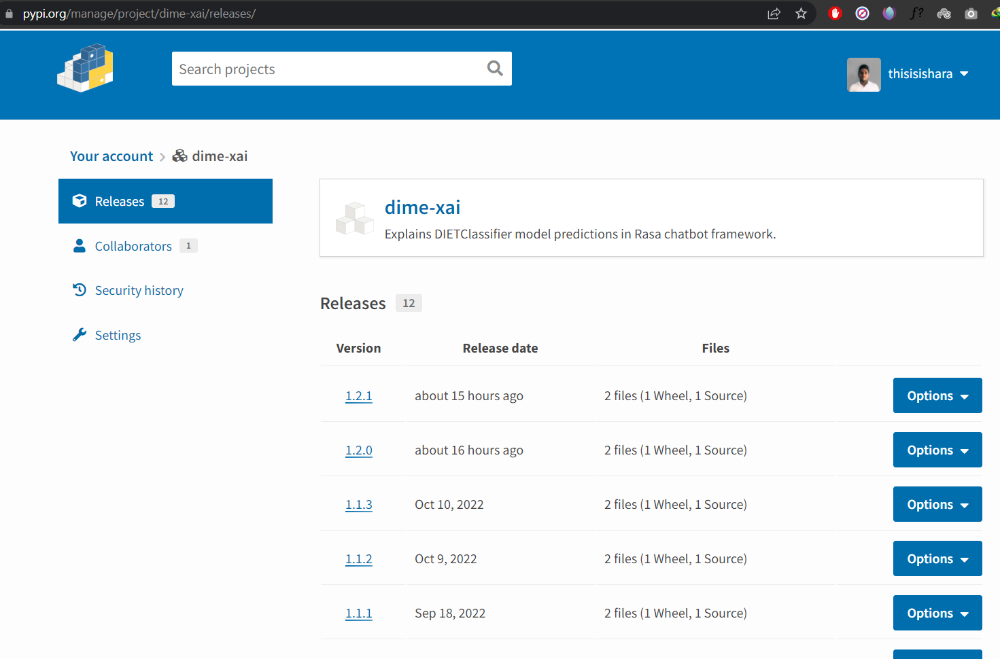 pypi.org/manage/project/dime-xai/releases/
f?
Search projects
thisisishara
Your account
dime-xai
Releases 12
Collaborators 1
Security history
Settings
dime-xai
Explains DIETClassifier model predictions in Rasa chatbot framework.
Releases 12
Version Release date Files
1.2.1 about 15 hours ago 2 files (1 Wheel, 1 Source) Options
1.2.0 about 16 hours ago 2 files (1 Wheel, 1 Source) Options
1.1.3 Oct 10, 2022 2 files (1 Wheel, 1 Source) Options
1.1.2 Oct 9, 2022 2 files (1 Wheel, 1 Source) Options
1.1.1 Sep 18, 2022 2 files (1 Wheel, 1 Source) Options